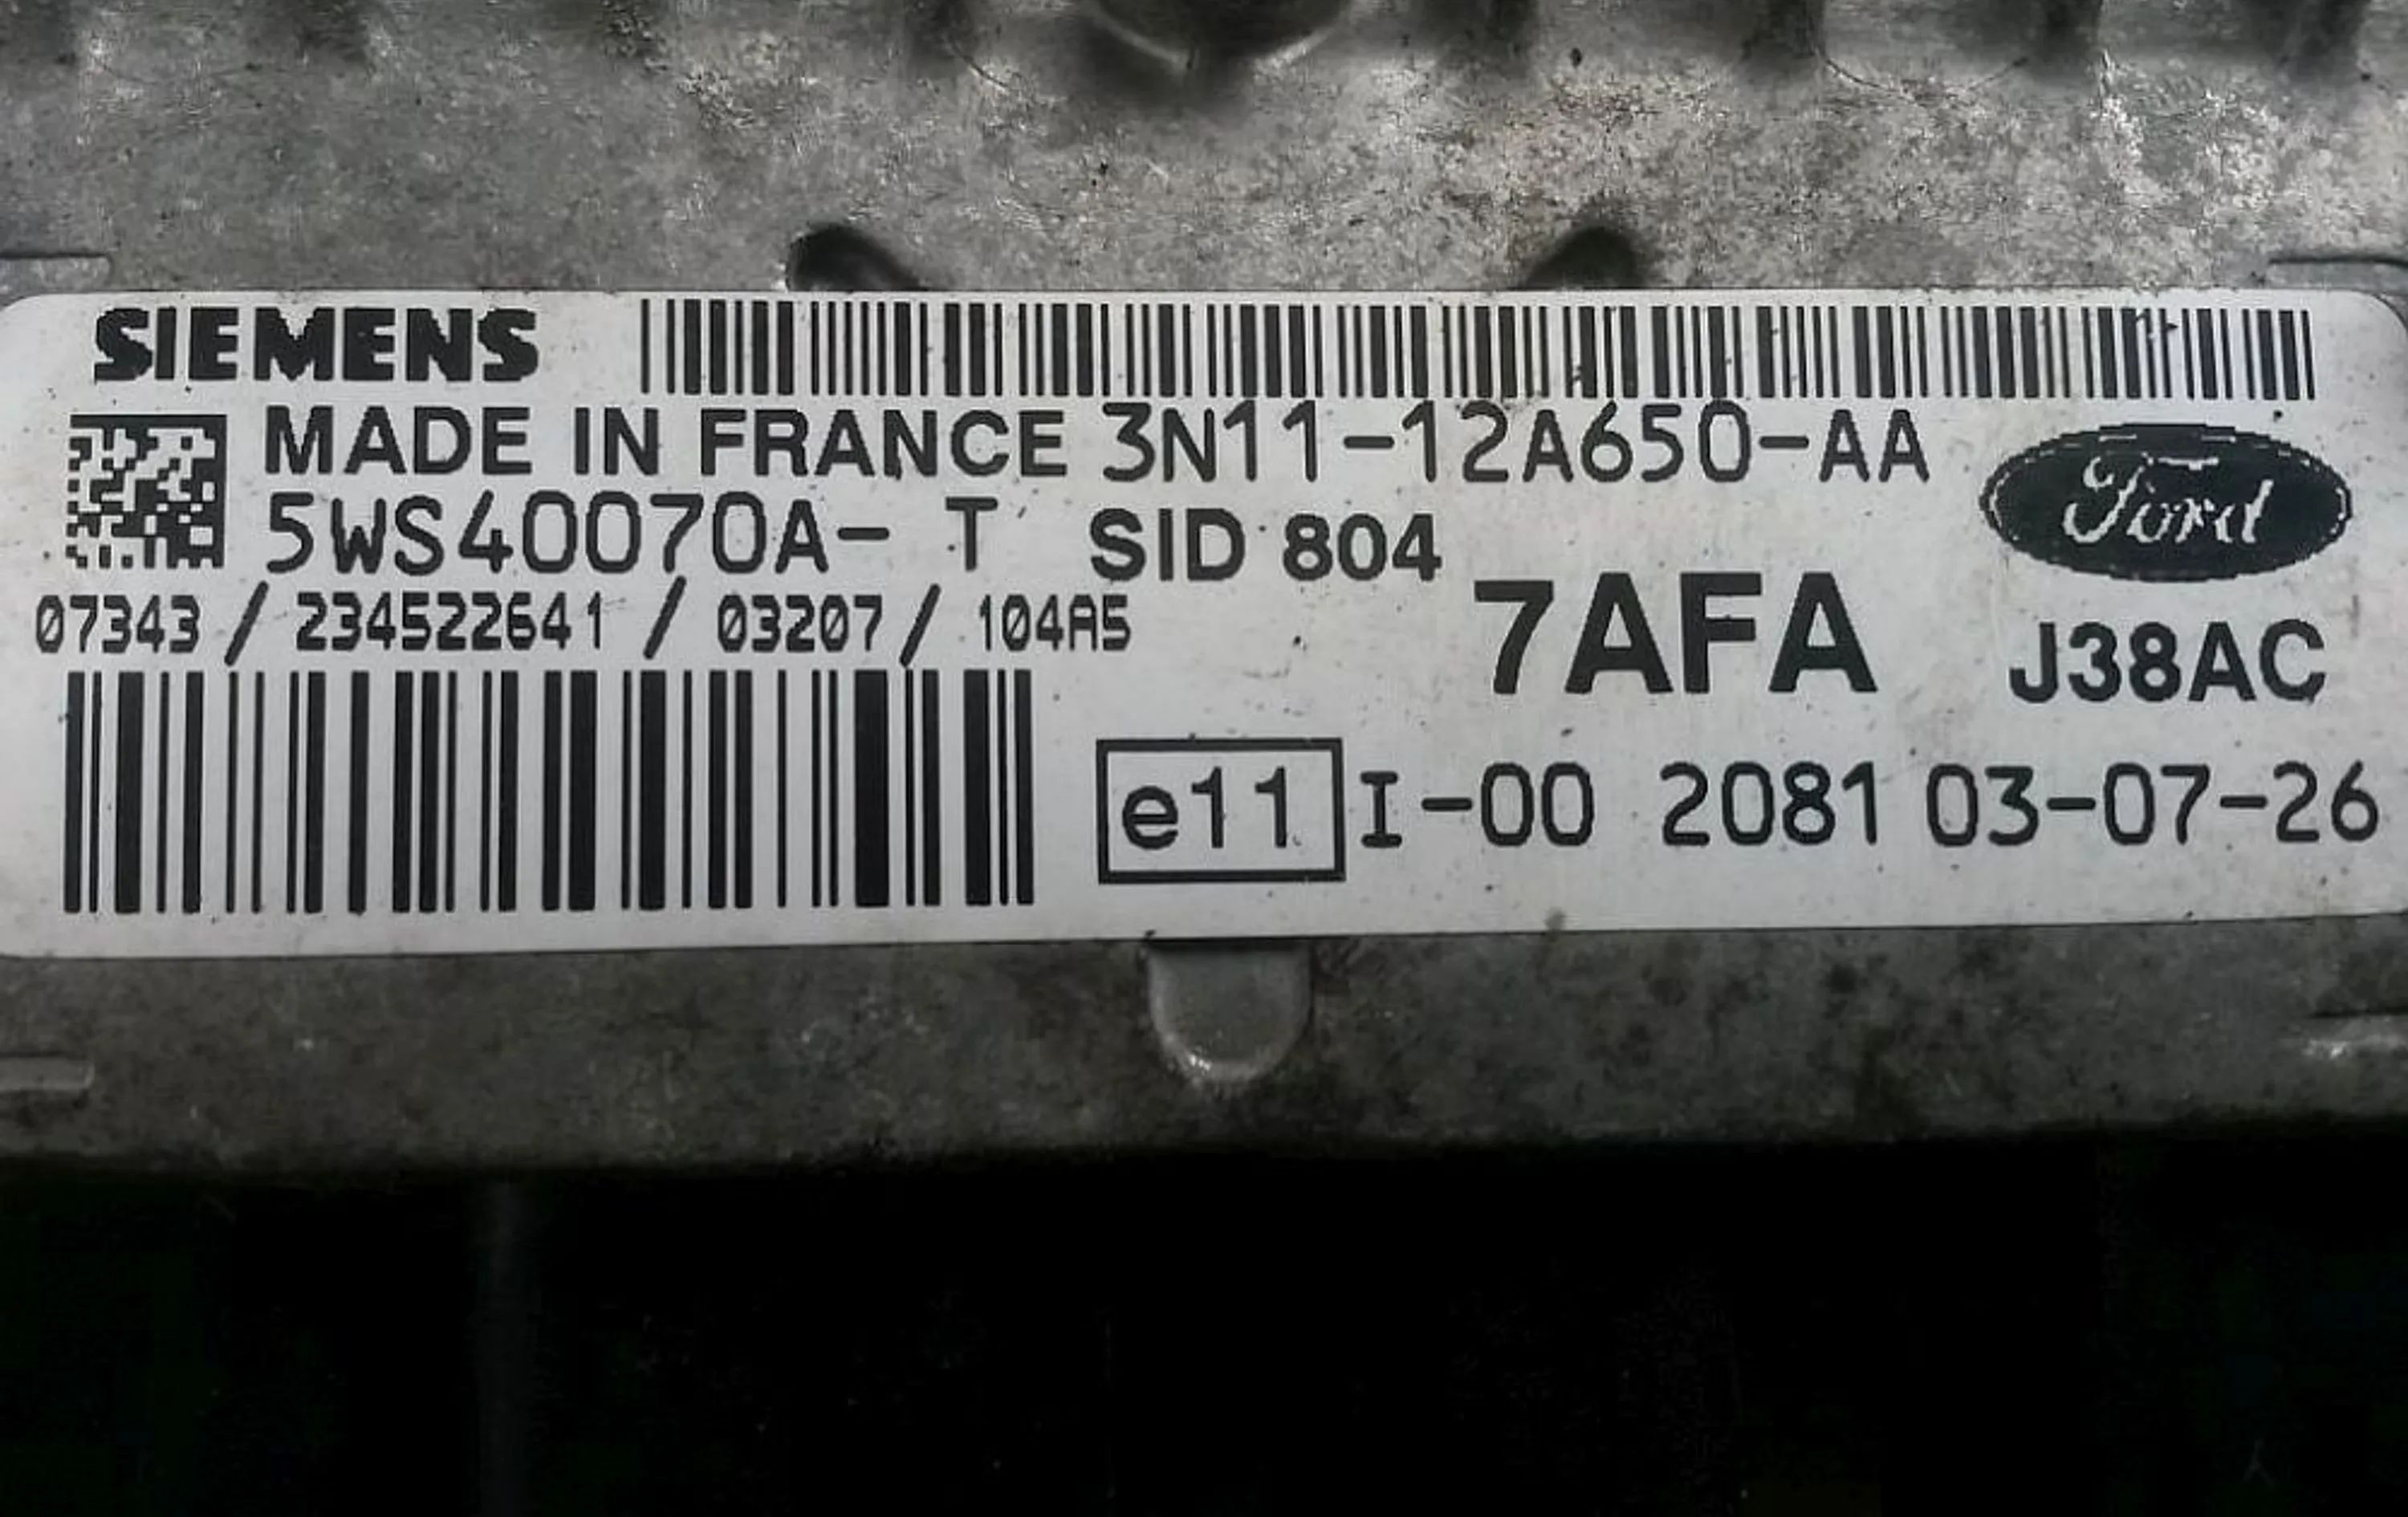 SIEMENS
MADE IN FRANCE 3N11-12A650-AA
Ford
5WS40070A- T SID 804
07343 / 234522641 / 03207 / 104A5
7AFA J38AC
e11 I-00 2081 03-07-26